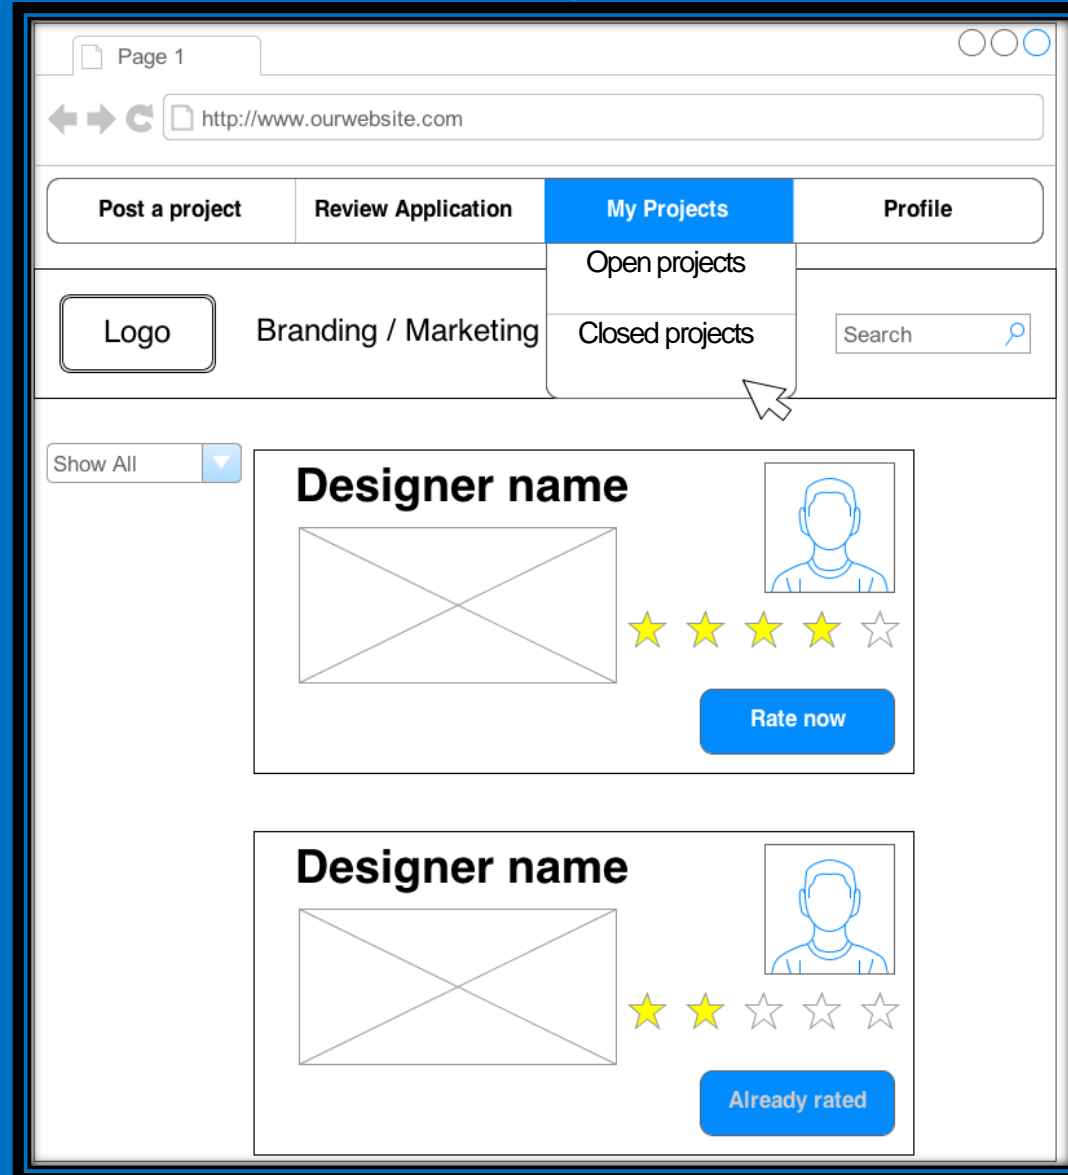 Page 1
http://www.ourwebsite.com
Post a project
Review Application
My Projects
Profile
Open projects
Closed projects
Logo
Branding / Marketing
Search
Show All
Designer name
Rate now
Designer name
Already rated